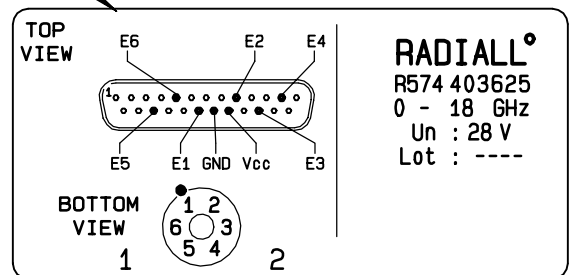 TOP
VIEW
E6 E2 E4
1
E5 E1 GND Vcc E3
BOTTOM
VIEW
1 2
6 3
5 4
1 2
RADIALL°
R574 403625
0 - 18 GHz
Un : 28 V
Lot : ----